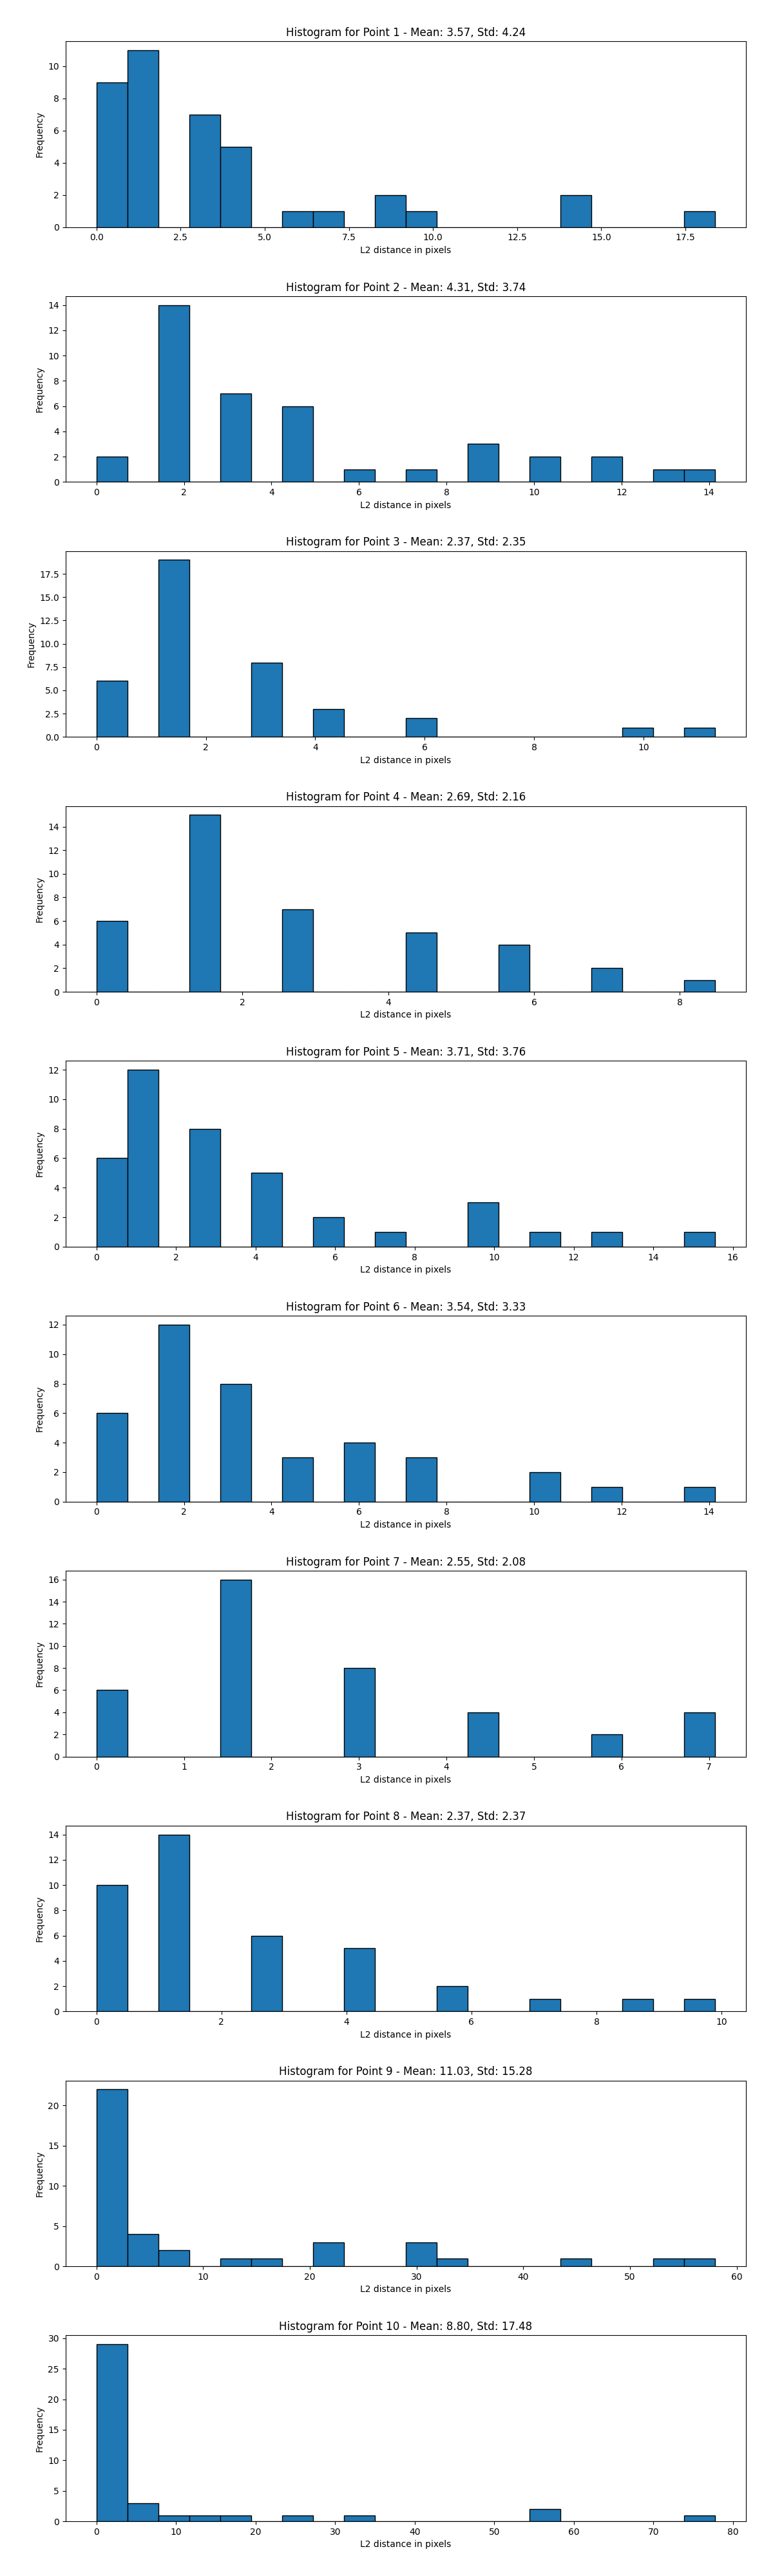 Histogram for Point 1 - Mean: 3.57, Std: 4.24
10
8
6
4
2
0
Frequency
0.0 2.5 5.0 7.5 10.0 12.5 15.0 17.5
L2 distance in pixels
Histogram for Point 2 - Mean: 4.31, Std: 3.74
14
12
10
8
6
4
2
0
Frequency
0 2 4 6 8 10 12 14
L2 distance in pixels
Histogram for Point 3 - Mean: 2.37, Std: 2.35
17.5
15.0
12.5
10.0
7.5
5.0
2.5
0.0
Frequency
0 2 4 6 8 10
L2 distance in pixels
Histogram for Point 4 - Mean: 2.69, Std: 2.16
14
12
10
8
6
4
2
0
Frequency
0 2 4 6 8
L2 distance in pixels
Histogram for Point 5 - Mean: 3.71, Std: 3.76
12
10
8
6
4
2
0
Frequency
0 2 4 6 8 10 12 14 16
L2 distance in pixels
Histogram for Point 6 - Mean: 3.54, Std: 3.33
12
10
8
6
4
2
0
Frequency
0 2 4 6 8 10 12 14
L2 distance in pixels
Histogram for Point 7 - Mean: 2.55, Std: 2.08
16
14
12
10
8
6
4
2
0
Frequency
0 1 2 3 4 5 6 7
L2 distance in pixels
Histogram for Point 8 - Mean: 2.37, Std: 2.37
14
12
10
8
6
4
2
0
Frequency
0 2 4 6 8 10
L2 distance in pixels
Histogram for Point 9 - Mean: 11.03, Std: 15.28
20
15
10
5
0
Frequency
0 10 20 30 40 50 60
L2 distance in pixels
Histogram for Point 10 - Mean: 8.80, Std: 17.48
30
25
20
15
10
5
0
Frequency
0 10 20 30 40 50 60 70 80
L2 distance in pixels